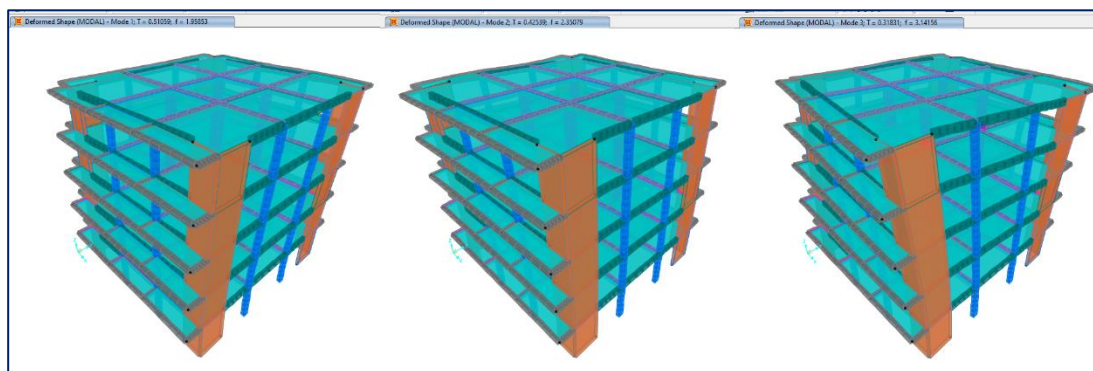 Deformed Shape (MODAL) - Mode 1; T = 0.51059; f = 1.95853
Deformed Shape (MODAL) - Mode 2; T = 0.42539; f = 2.35079
Deformed Shape (MODAL) - Mode 3; T = 0.31831; f = 3.14156